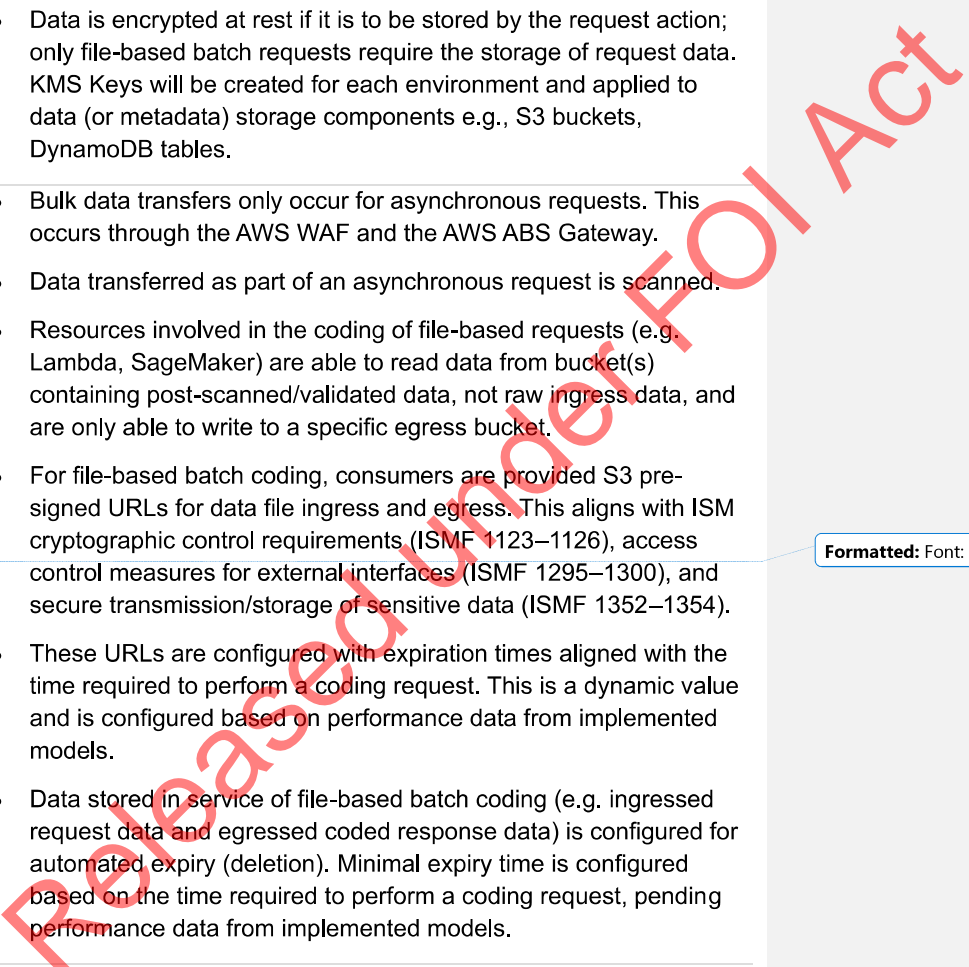 • Data is encrypted at rest if it is to be stored by the request action;
only file-based batch requests require the storage of request data.
KMS Keys will be created for each environment and applied to
data (or metadata) storage components e.g., S3 buckets,
DynamoDB tables.
• Bulk data transfers only occur for asynchronous requests. This
occurs through the AWS WAF and the AWS ABS Gateway.
• Data transferred as part of an asynchronous request is scanned.
• Resources involved in the coding of file-based requests (e.g.
Lambda, SageMaker) are able to read data from bucket(s)
containing post-scanned/validated data, not raw ingress data, and
are only able to write to a specific egress bucket.
• For file-based batch coding, consumers are provided S3 pre-
signed URLs for data file ingress and egress. This aligns with ISM
cryptographic control requirements (ISMF 1123–1126), access
control measures for external interfaces (ISMF 1295–1300), and
secure transmission/storage of sensitive data (ISMF 1352–1354).
• These URLs are configured with expiration times aligned with the
time required to perform a coding request. This is a dynamic value
and is configured based on performance data from implemented
models.
• Data stored in service of file-based batch coding (e.g. ingressed
request data and egressed coded response data) is configured for
automated expiry (deletion). Minimal expiry time is configured
based on the time required to perform a coding request, pending
performance data from implemented models.
Formatted: Font:
Released under FOI Act